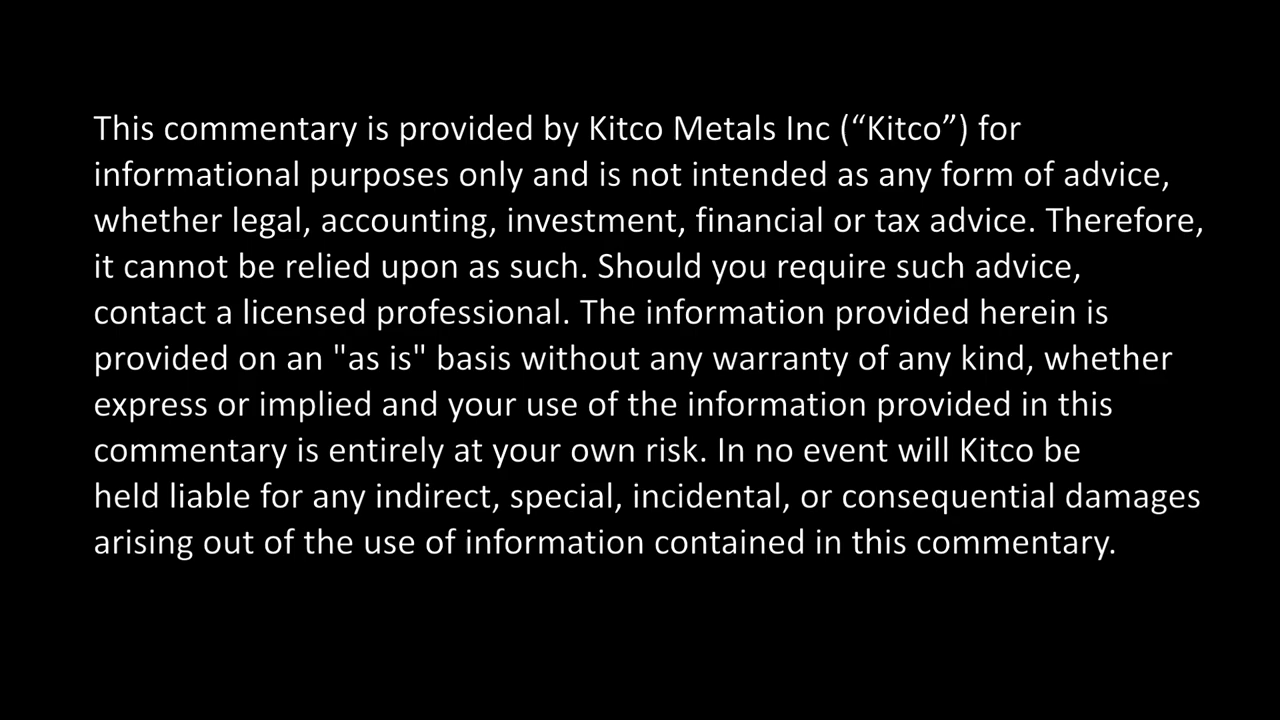 This commentary is provided by Kitco Metals Inc (“Kitco”) for
informational purposes only and is not intended as any form of advice,
whether legal, accounting, investment, financial or tax advice. Therefore,
it cannot be relied upon as such. Should you require such advice,
contact a licensed professional. The information provided herein is
provided on an "as is" basis without any warranty of any kind, whether
express or implied and your use of the information provided in this
commentary is entirely at your own risk. In no event will Kitco be
held liable for any indirect, special, incidental, or consequential damages
arising out of the use of information contained in this commentary.